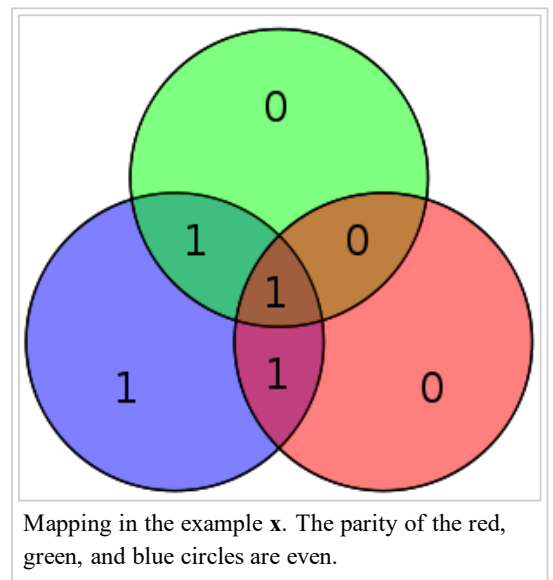 0
1 0
1
1 1 0
Mapping in the example x. The parity of the red,
green, and blue circles are even.